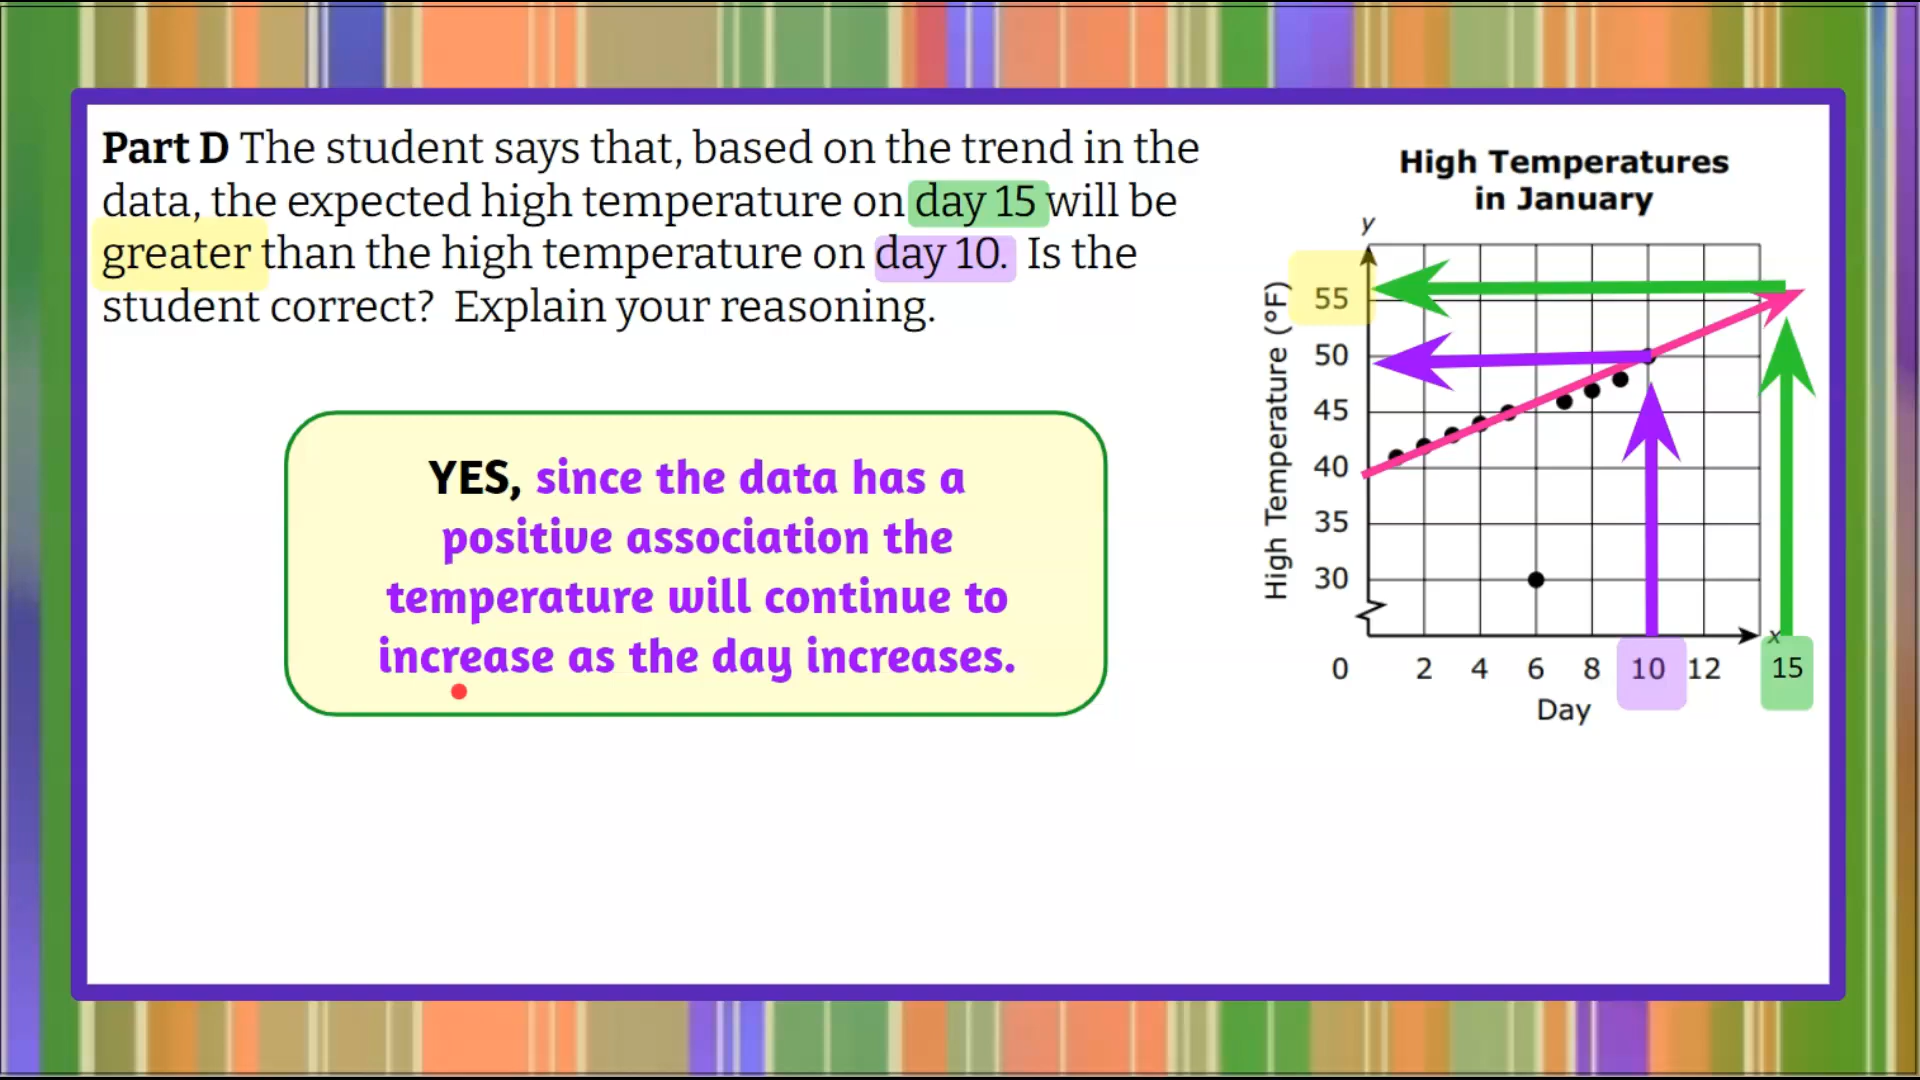 Part D The student says that, based on the trend in the
data, the expected high temperature on day 15 will be
greater than the high temperature on day 10. Is the
student correct? Explain your reasoning.
YES, since the data has a
positive association the
temperature will continue to
increase as the day increases.
High Temperatures
in January
y
High Temperature (°F)
55
50
45
40
35
30
x
0 2 4 6 8 10 12 15
Day